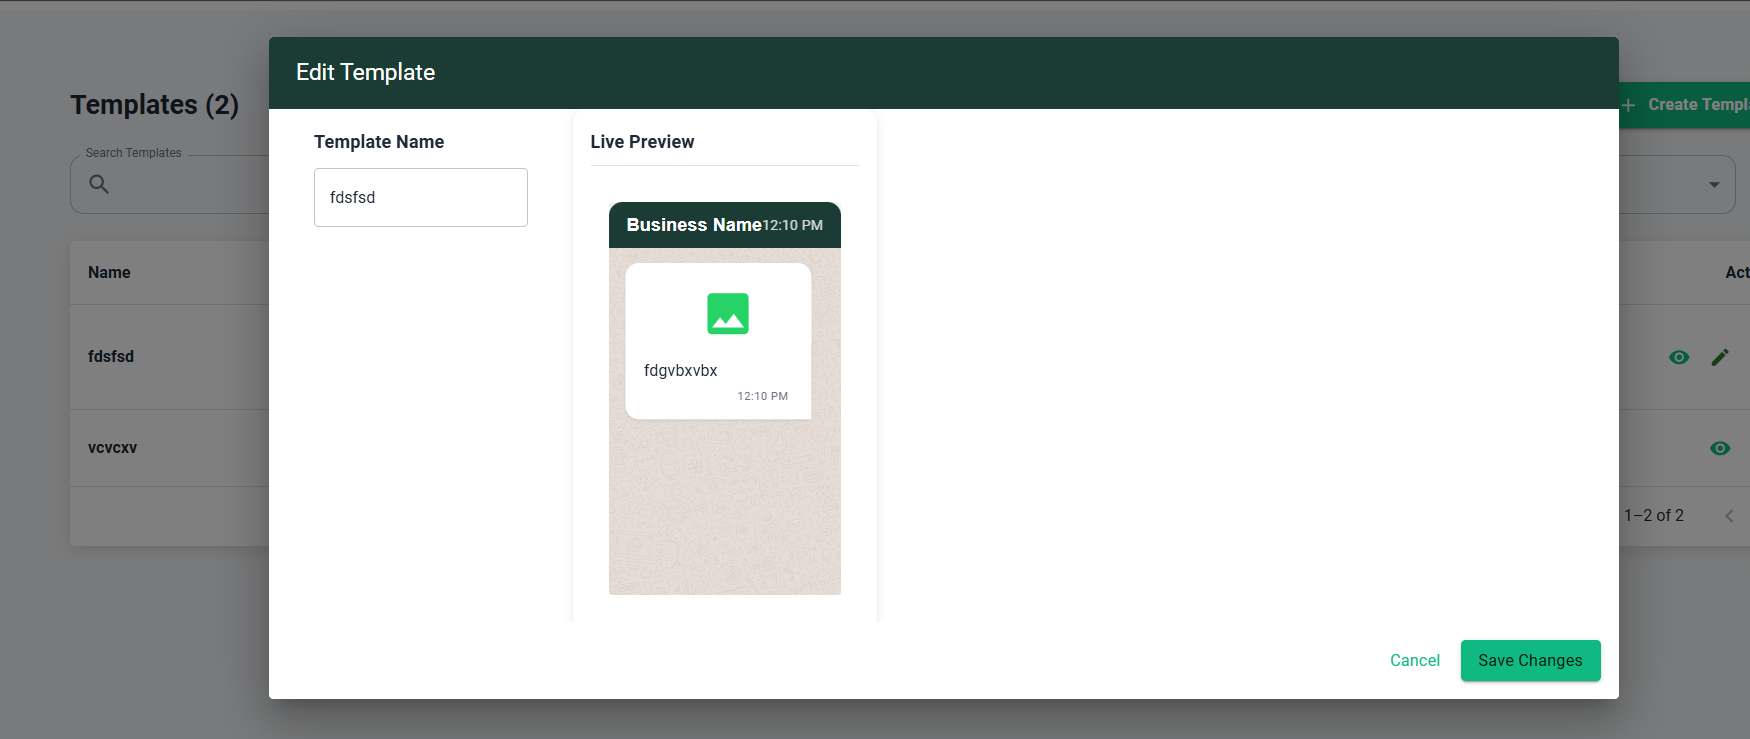 Edit Template
Templates (2)
Create Templa
Search Templates
Template Name
fdsfsd
Live Preview
Business Name 12:10 PM
fdgvbxvbx
12:10 PM
Name
Act
fdsfsd
vcvcxv
1–2 of 2
Cancel
Save Changes